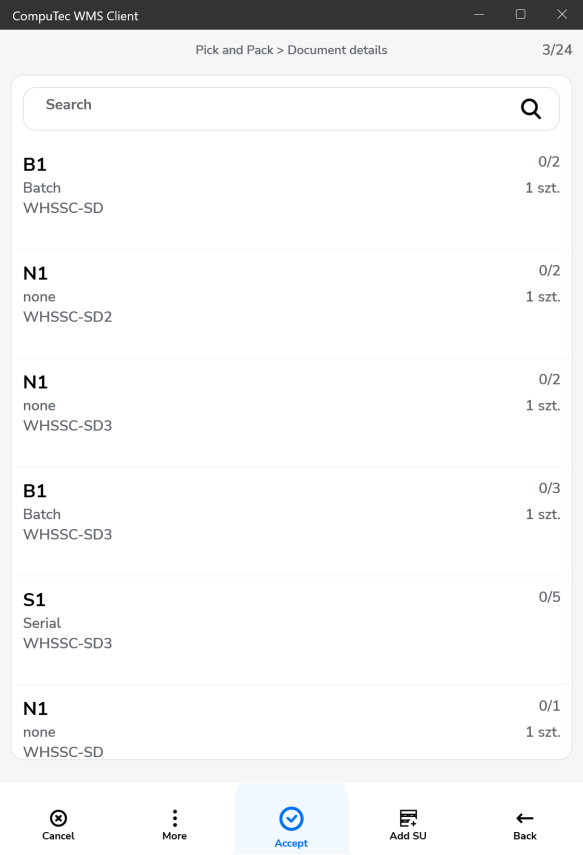 CompuTec WMS Client
Pick and Pack > Document details 3/24
Search
B1 0/2
Batch 1 szt.
WHSSC-SD
N1 0/2
none 1 szt.
WHSSC-SD2
N1 0/2
none 1 szt.
WHSSC-SD3
B1 0/3
Batch 1 szt.
WHSSC-SD3
S1 0/5
Serial
WHSSC-SD3
N1 0/1
none 1 szt.
WHSSC-SD
Cancel More Accept Add SU Back